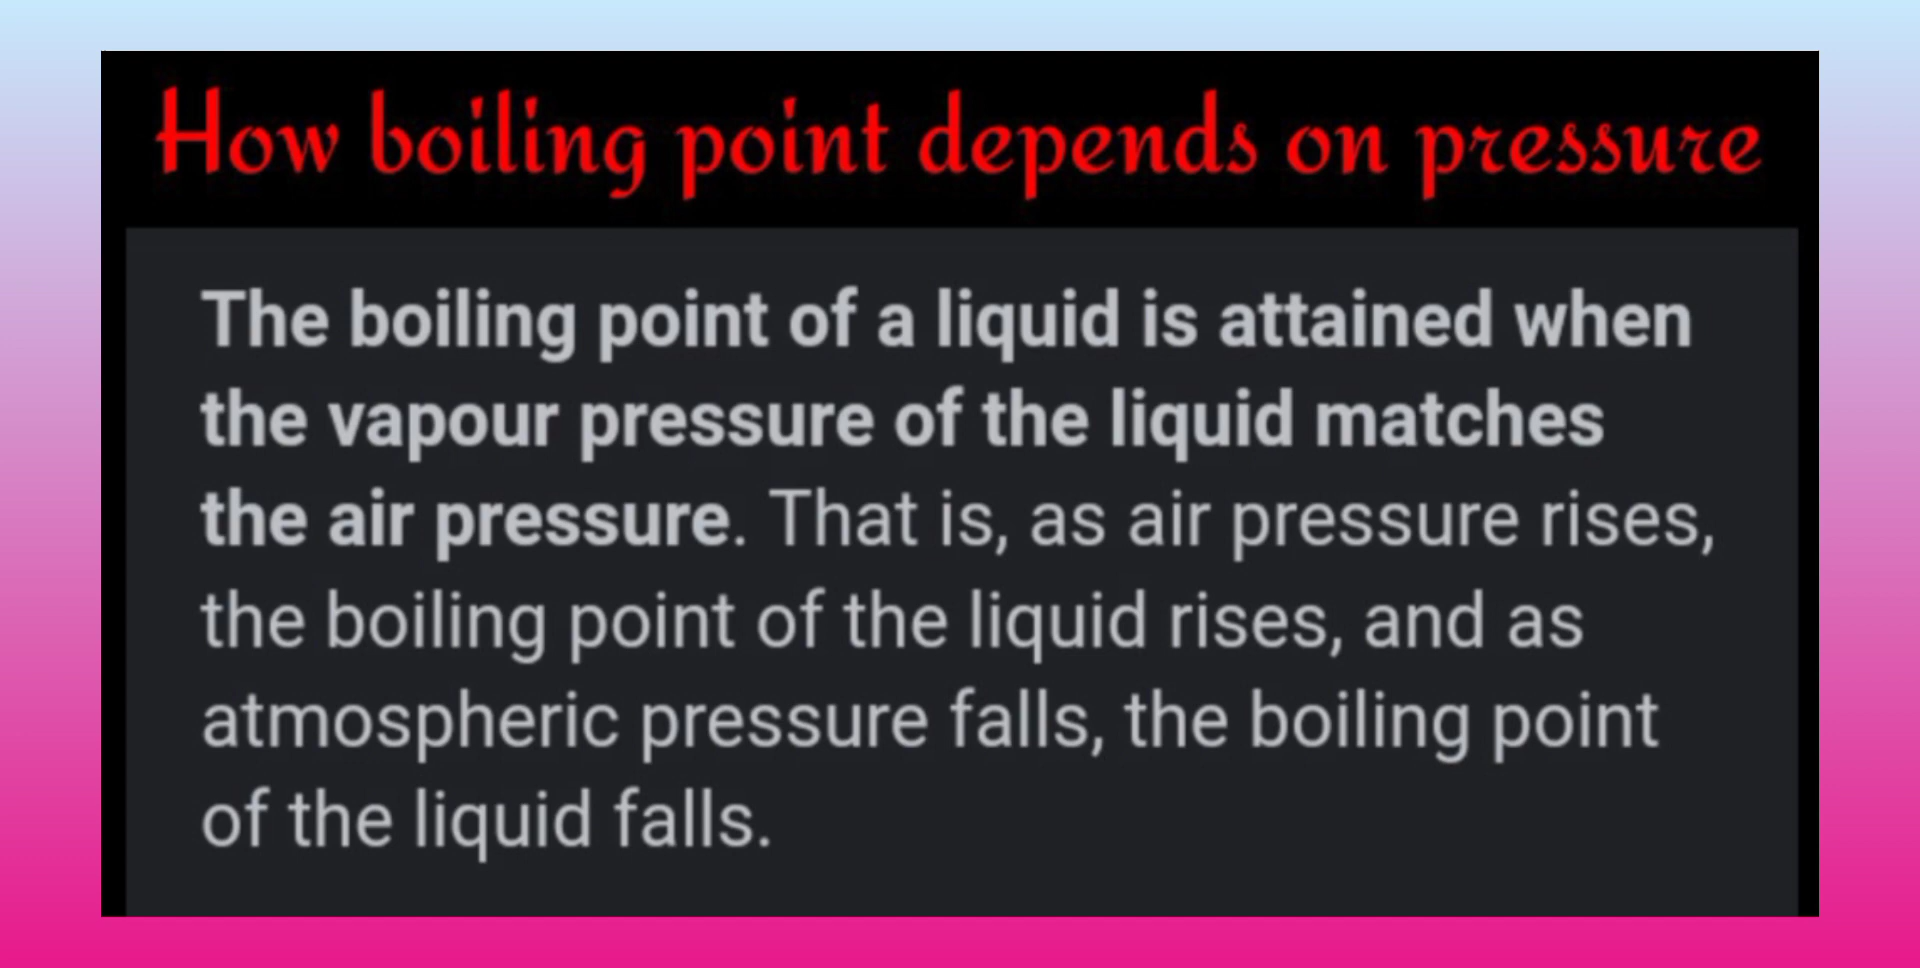 How boiling point depends on pressure
The boiling point of a liquid is attained when
the vapour pressure of the liquid matches
the air pressure. That is, as air pressure rises,
the boiling point of the liquid rises, and as
atmospheric pressure falls, the boiling point
of the liquid falls.